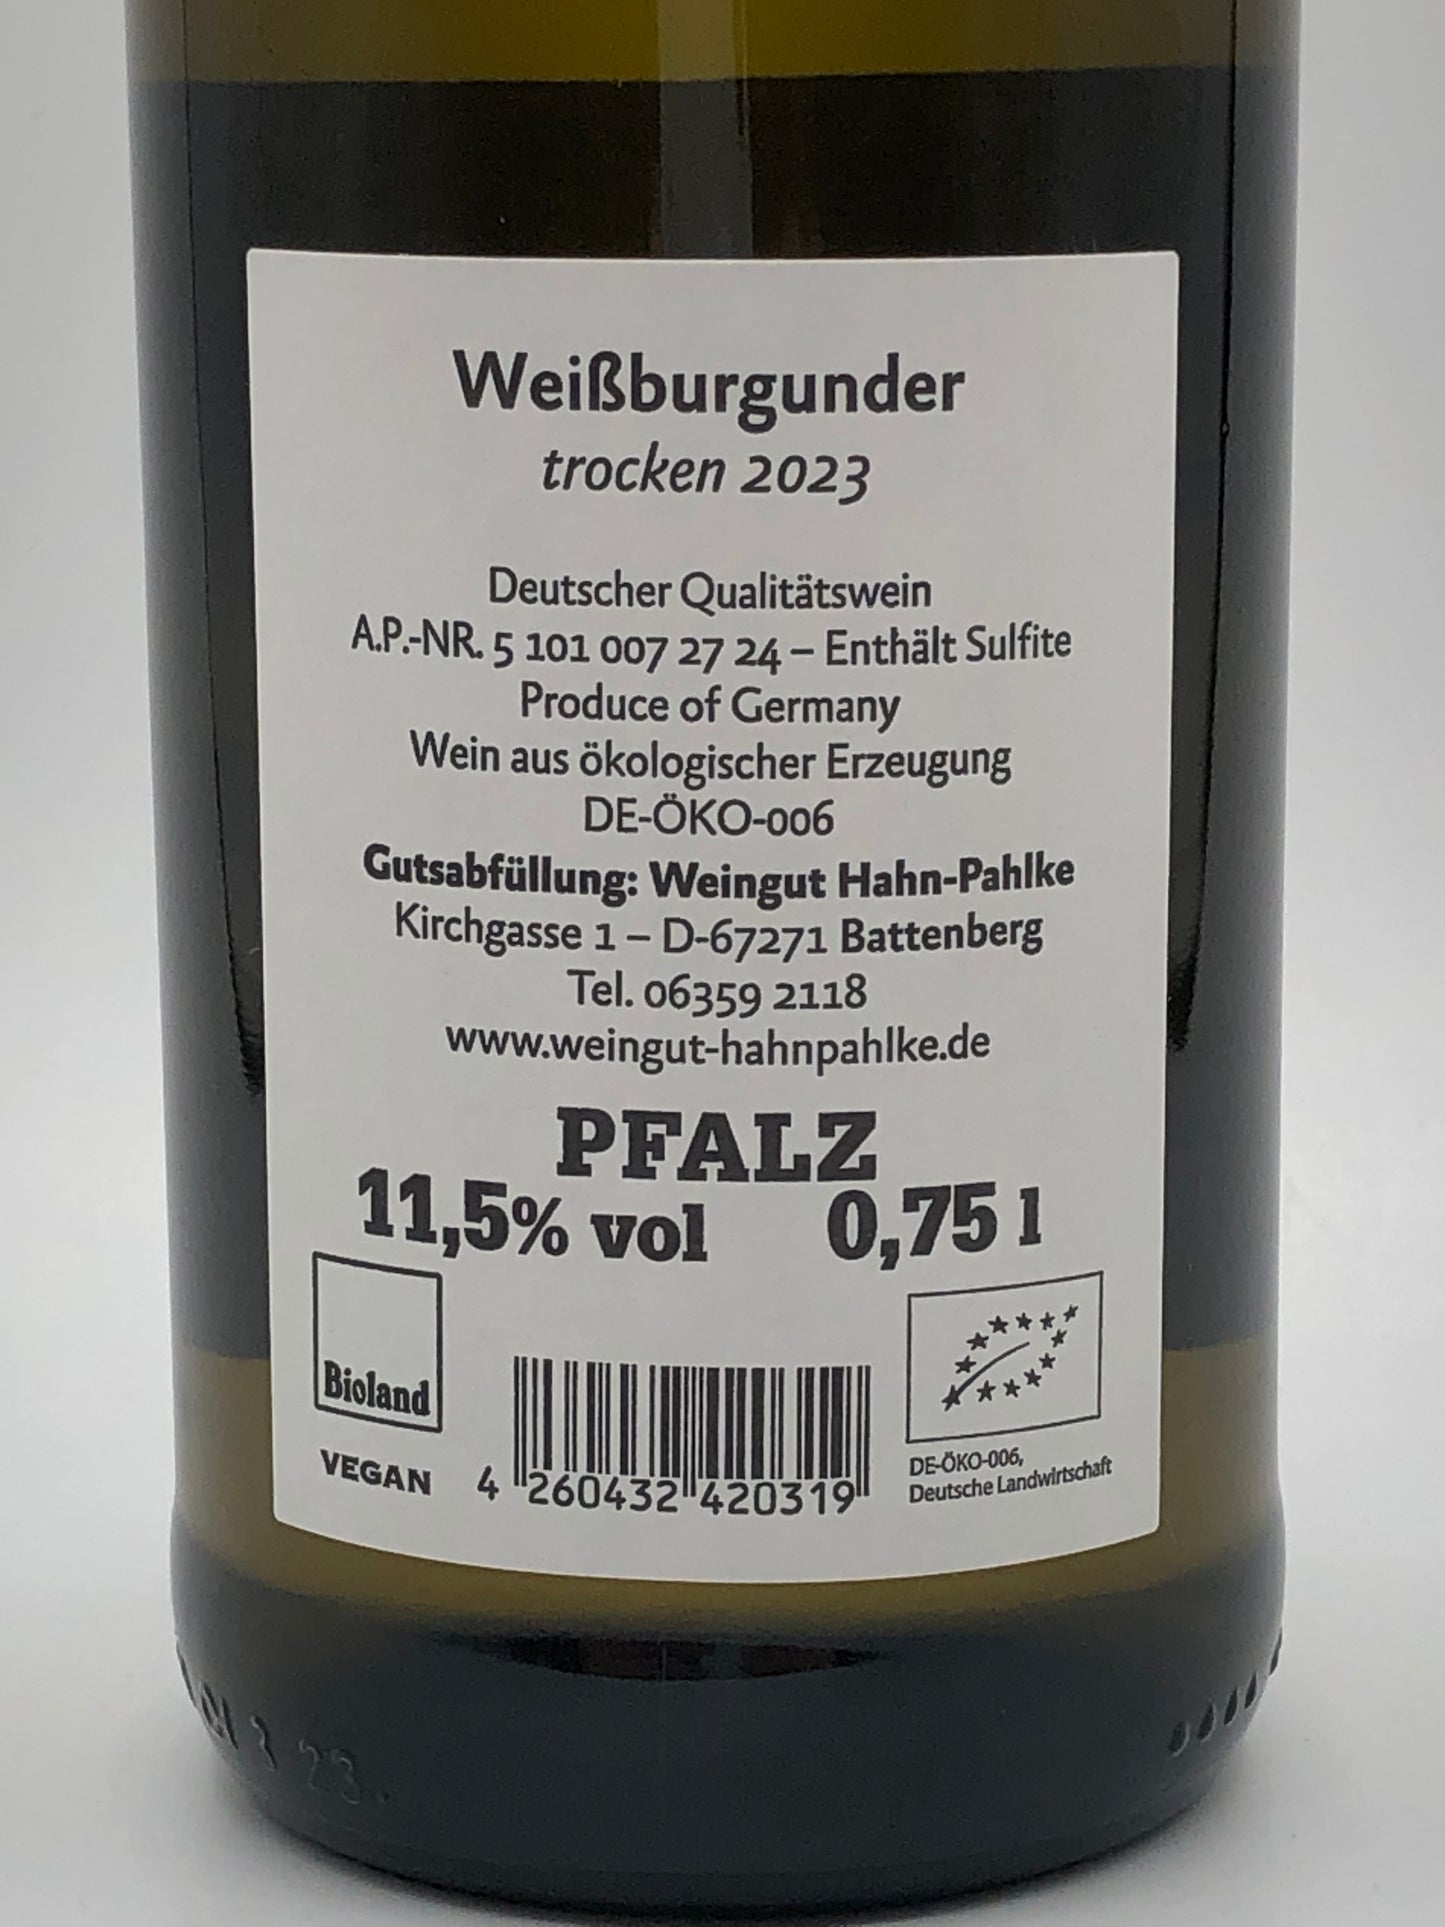 Weißburgunder
trocken 2023
Deutscher Qualitätswein
A.P.-NR. 5 101 007 27 24 – Enthält Sulfite
Produce of Germany
Wein aus ökologischer Erzeugung
DE-ÖKO-006
Gutsabfüllung: Weingut Hahn-Pahlke
Kirchgasse 1 – D-67271 Battenberg
Tel. 06359 2118
www.weingut-hahnpahlke.de
PFALZ
11,5% vol 0,75 l
Bioland
VEGAN
4 260432 420319
DE-ÖKO-006,
Deutsche Landwirtschaft